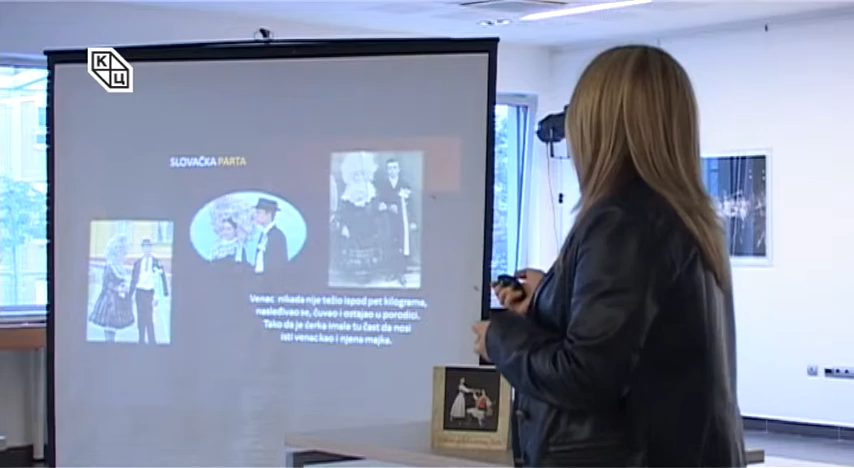 КЦ
SLOVAČKA PARTA
Venac nikada nije težio ispod pet kilograma,
nasleđivao se, čuvao i ostajao u porodici.
Tako da je ćerka imala tu čast da nosi
isti venac kao i njena majka.